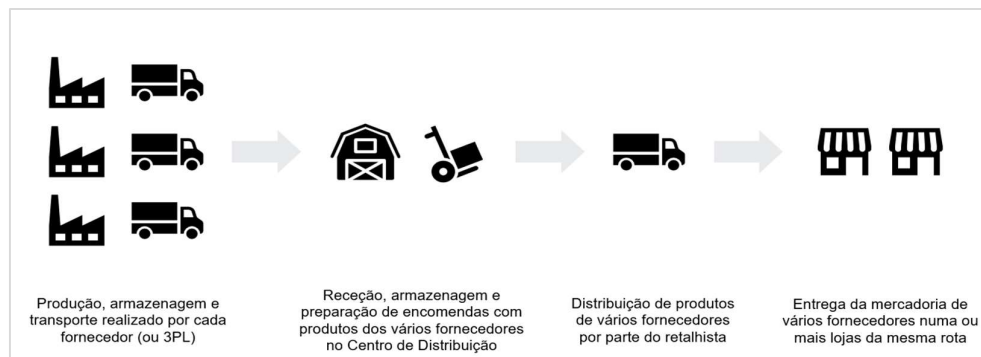 Produção, armazenagem e
transporte realizado por cada
fornecedor (ou 3PL)
Receção, armazenagem e
preparação de encomendas com
produtos dos vários fornecedores
no Centro de Distribuição
Distribuição de produtos
de vários fornecedores
por parte do retalhista
Entrega da mercadoria de
vários fornecedores numa ou
mais lojas da mesma rota